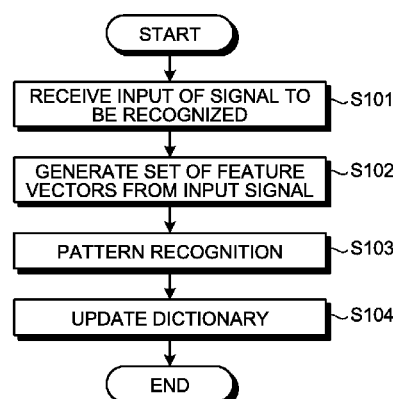 START
RECEIVE INPUT OF SIGNAL TO
BE RECOGNIZED
S101
GENERATE SET OF FEATURE
VECTORS FROM INPUT SIGNAL
S102
PATTERN RECOGNITION
S103
UPDATE DICTIONARY
S104
END